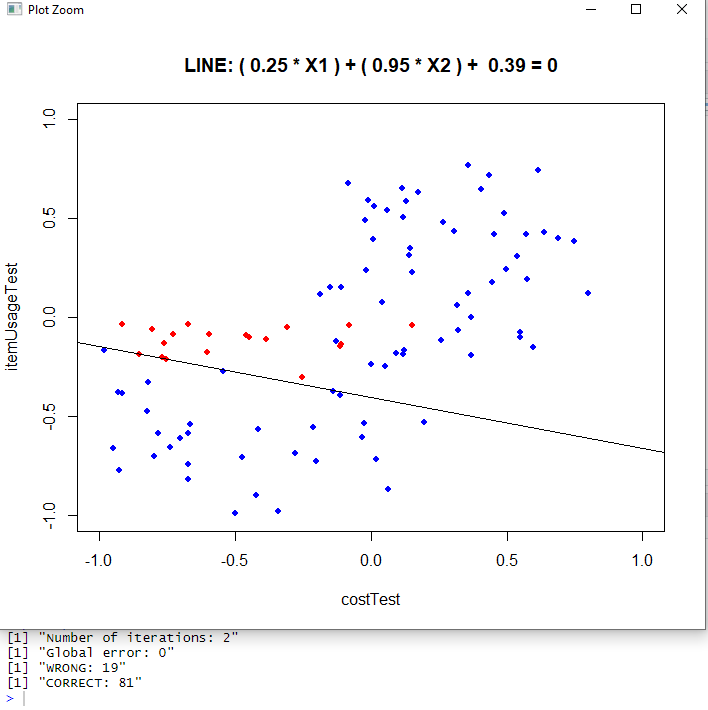 Plot Zoom
LINE: ( 0.25 * X1 ) + ( 0.95 * X2 ) +  0.39 = 0
1.0
0.5
0.0
-0.5
-1.0
itemUsageTest
-1.0 -0.5 0.0 0.5 1.0
costTest
[1] "Number of iterations: 2"
[1] "Global error: 0"
[1] "WRONG: 19"
[1] "CORRECT: 81"
>